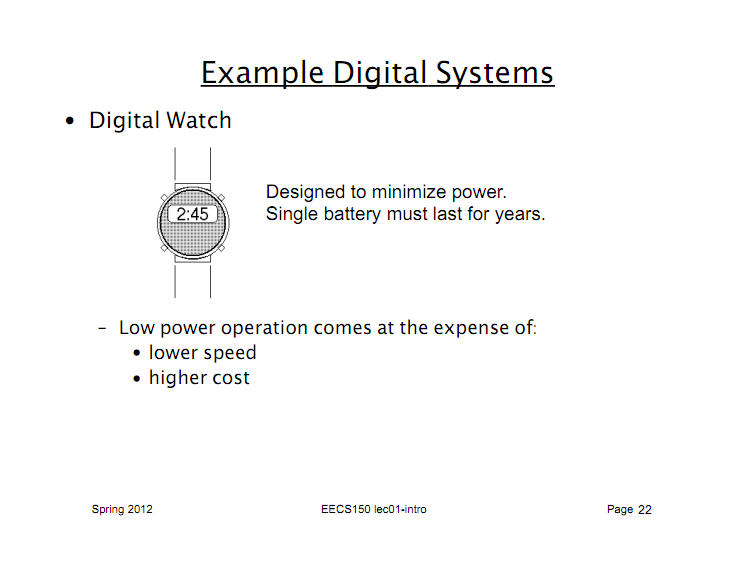 Example Digital Systems
• Digital Watch
2:45
Designed to minimize power.
Single battery must last for years.
– Low power operation comes at the expense of:
• lower speed
• higher cost
Spring 2012
EECS150 lec01-intro
Page 22